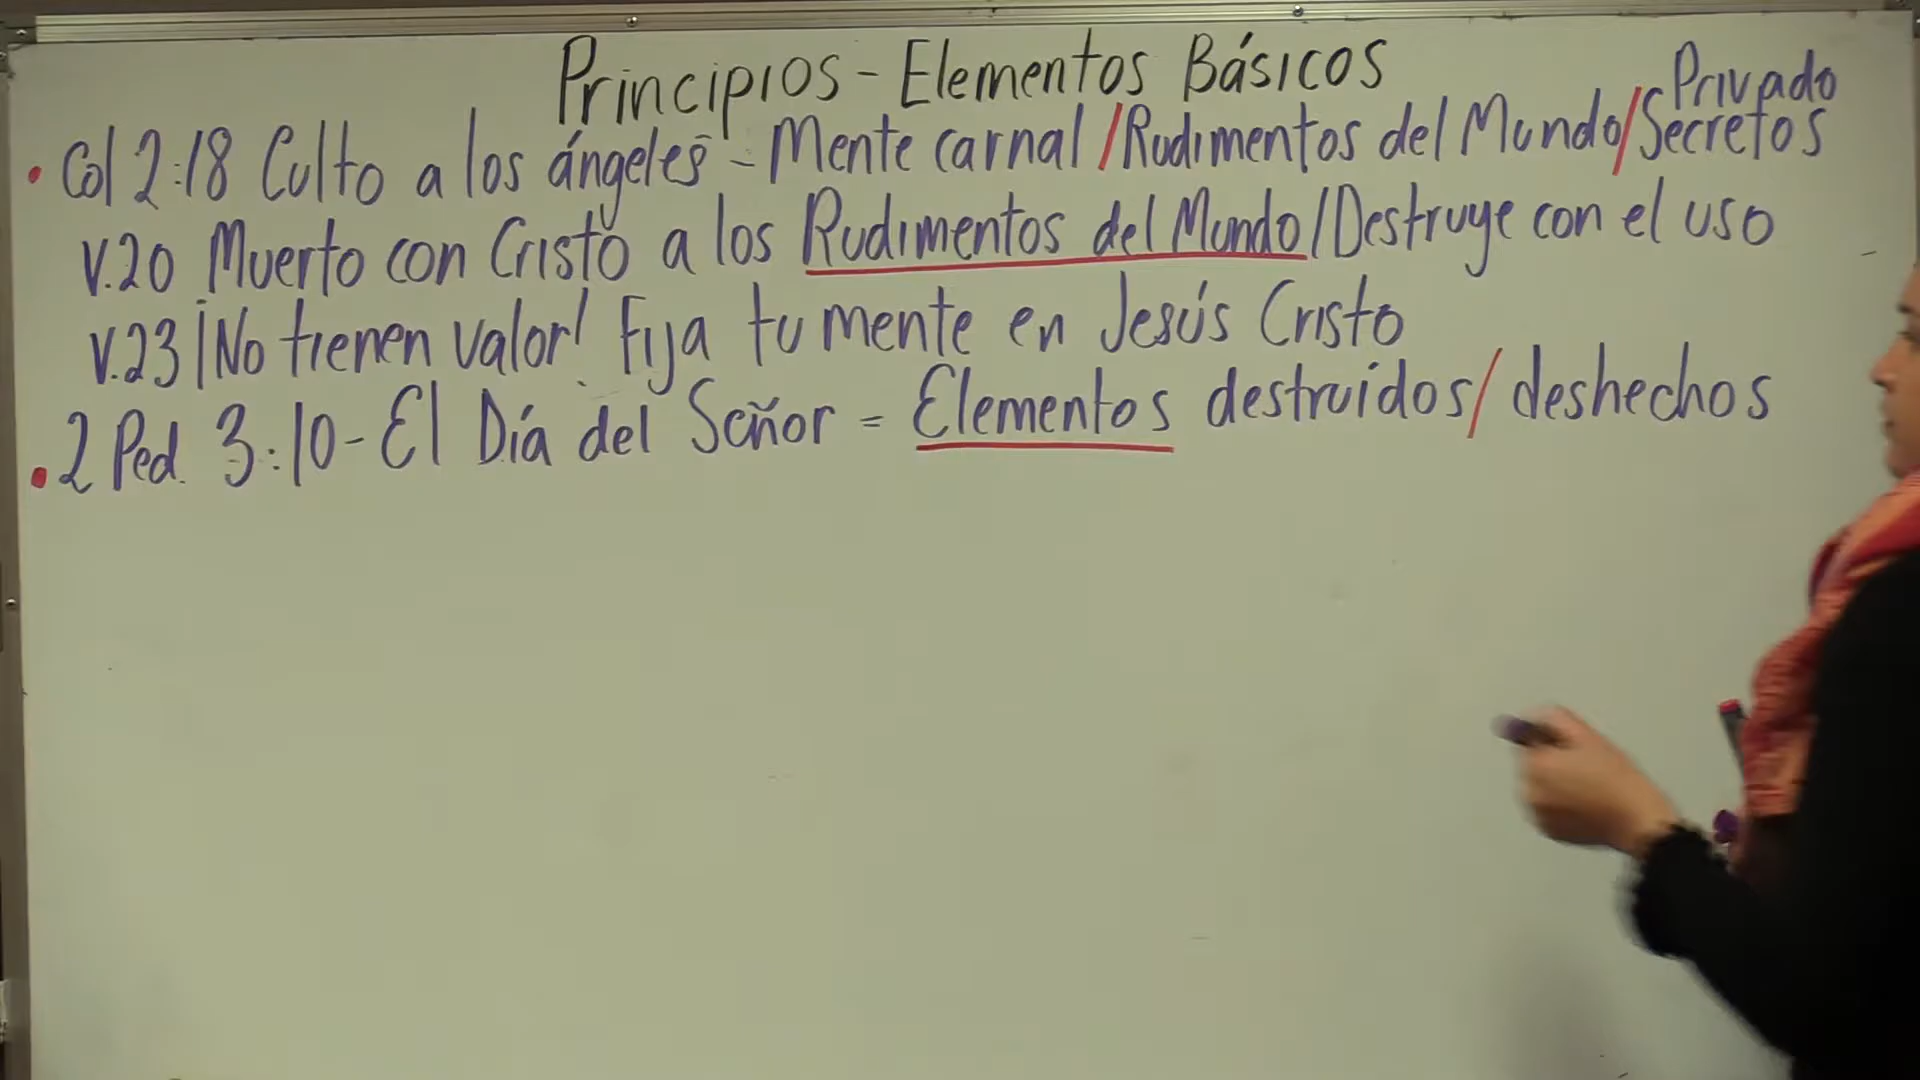 Principios - Elementos Básicos
Privado
• Col 2:18 Culto a los ángeles - Mente carnal / Rudimentos del Mundo / Secretos
V.20 Muerto con Cristo a los Rudimentos del Mundo / Destruye con el uso
V.23 ¡No tienen valor! Fija tu mente en Jesús Cristo
• 2 Ped. 3:10 - El Día del Señor = Elementos destruidos / deshechos